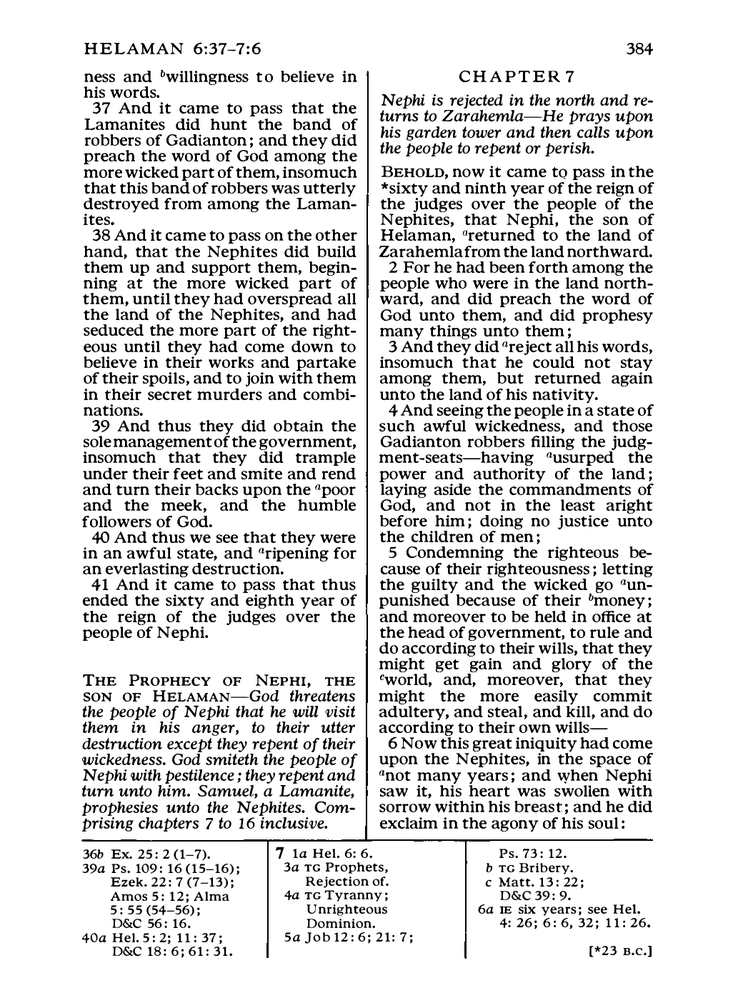 HELAMAN 6:37–7:6
384
ness and ᵇwillingness to believe in
his words.
37 And it came to pass that the
Lamanites did hunt the band of
robbers of Gadianton; and they did
preach the word of God among the
more wicked part of them, insomuch
that this band of robbers was utterly
destroyed from among the Laman-
ites.
38 And it came to pass on the other
hand, that the Nephites did build
them up and support them, begin-
ning at the more wicked part of
them, until they had overspread all
the land of the Nephites, and had
seduced the more part of the right-
eous until they had come down to
believe in their works and partake
of their spoils, and to join with them
in their secret murders and combi-
nations.
39 And thus they did obtain the
sole management of the government,
insomuch that they did trample
under their feet and smite and rend
and turn their backs upon the ᵃpoor
and the meek, and the humble
followers of God.
40 And thus we see that they were
in an awful state, and ᵃripening for
an everlasting destruction.
41 And it came to pass that thus
ended the sixty and eighth year of
the reign of the judges over the
people of Nephi.
THE PROPHECY OF NEPHI, THE
SON OF HELAMAN—God threatens
the people of Nephi that he will visit
them in his anger, to their utter
destruction except they repent of their
wickedness. God smiteth the people of
Nephi with pestilence; they repent and
turn unto him. Samuel, a Lamanite,
prophesies unto the Nephites. Com-
prising chapters 7 to 16 inclusive.
CHAPTER 7
Nephi is rejected in the north and re-
turns to Zarahemla—He prays upon
his garden tower and then calls upon
the people to repent or perish.
BEHOLD, now it came to pass in the
*sixty and ninth year of the reign of
the judges over the people of the
Nephites, that Nephi, the son of
Helaman, ᵃreturned to the land of
Zarahemla from the land northward.
2 For he had been forth among the
people who were in the land north-
ward, and did preach the word of
God unto them, and did prophesy
many things unto them;
3 And they did ᵃreject all his words,
insomuch that he could not stay
among them, but returned again
unto the land of his nativity.
4 And seeing the people in a state of
such awful wickedness, and those
Gadianton robbers filling the judg-
ment-seats—having ᵃusurped the
power and authority of the land;
laying aside the commandments of
God, and not in the least aright
before him; doing no justice unto
the children of men;
5 Condemning the righteous be-
cause of their righteousness; letting
the guilty and the wicked go ᵃun-
punished because of their ᵇmoney;
and moreover to be held in office at
the head of government, to rule and
do according to their wills, that they
might get gain and glory of the
ᶜworld, and, moreover, that they
might the more easily commit
adultery, and steal, and kill, and do
according to their own wills—
6 Now this great iniquity had come
upon the Nephites, in the space of
ᵃnot many years; and when Nephi
saw it, his heart was swollen with
sorrow within his breast; and he did
exclaim in the agony of his soul:
36b Ex. 25: 2 (1–7).
39a Ps. 109: 16 (15–16);
Ezek. 22: 7 (7–13);
Amos 5: 12; Alma
5: 55 (54–56);
D&C 56: 16.
40a Hel. 5: 2; 11: 37;
D&C 18: 6; 61: 31.
7 1a Hel. 6: 6.
3a TG Prophets,
Rejection of.
4a TG Tyranny;
Unrighteous
Dominion.
5a Job 12: 6; 21: 7;
Ps. 73: 12.
b TG Bribery.
c Matt. 13: 22;
D&C 39: 9.
6a IE six years; see Hel.
4: 26; 6: 6, 32; 11: 26.
[*23 B.C.]